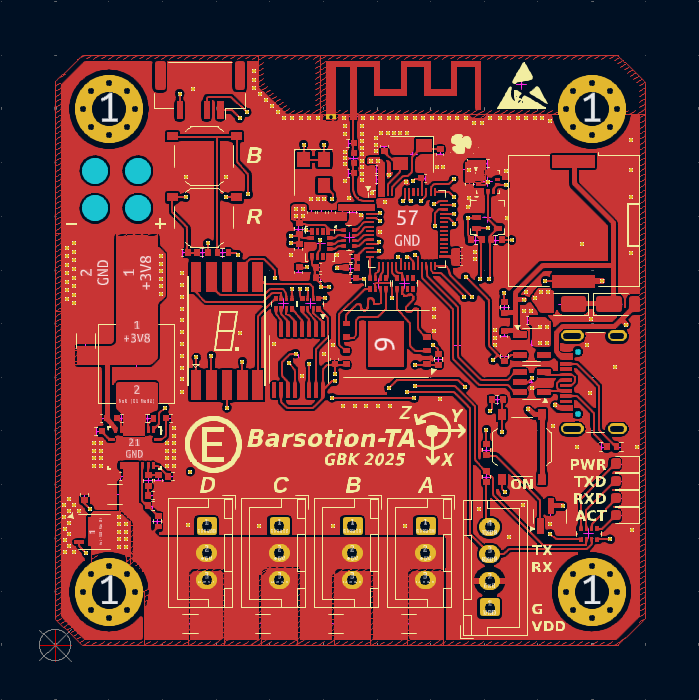 1
1
B
57
GND
R
−
+
2
GND
1
+3V8
1
+3V8
9
8
2
21
GND
E
Barsotion-TA
GBK 2025
Z
Y
X
PWR
TXD
RXD
ACT
ON
D
C
B
A
TX
RX
G
VDD
1
1